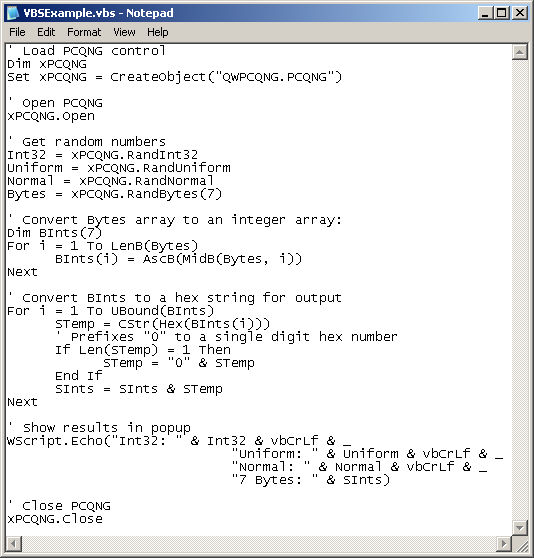 VBSExample.vbs - Notepad
File Edit Format View Help
' Load PCQNG control
Dim xPCQNG
Set xPCQNG = CreateObject("QWPCQNG.PCQNG")

' Open PCQNG
xPCQNG.Open

' Get random numbers
Int32 = xPCQNG.RandInt32
Uniform = xPCQNG.RandUniform
Normal = xPCQNG.RandNormal
Bytes = xPCQNG.RandBytes(7)

' Convert Bytes array to an integer array:
Dim BInts(7)
For i = 1 To LenB(Bytes)
      BInts(i) = AscB(MidB(Bytes, i))
Next

' Convert BInts to a hex string for output
For i = 1 To UBound(BInts)
      STemp = CStr(Hex(BInts(i)))
      ' Prefixes "0" to a single digit hex number
      If Len(STemp) = 1 Then
            STemp = "0" & STemp
      End If
      SInts = SInts & STemp
Next

' Show results in popup
WScript.Echo("Int32: " & Int32 & vbCrLf & _
                            "Uniform: " & Uniform & vbCrLf & _
                            "Normal: " & Normal & vbCrLf & _
                            "7 Bytes: " & SInts)

' Close PCQNG
xPCQNG.Close